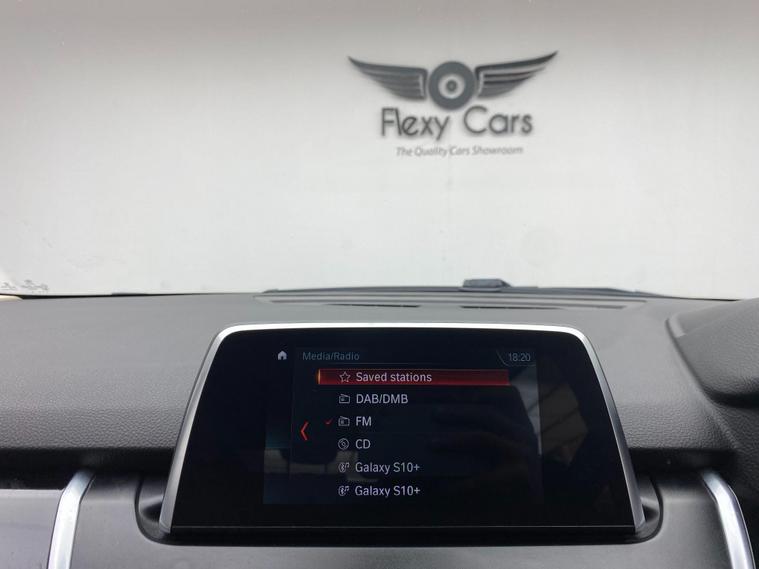 Flexy Cars
The Quality Cars Showroom
Media/Radio 18:20
Saved stations
DAB/DMB
FM
CD
Galaxy S10+
Galaxy S10+